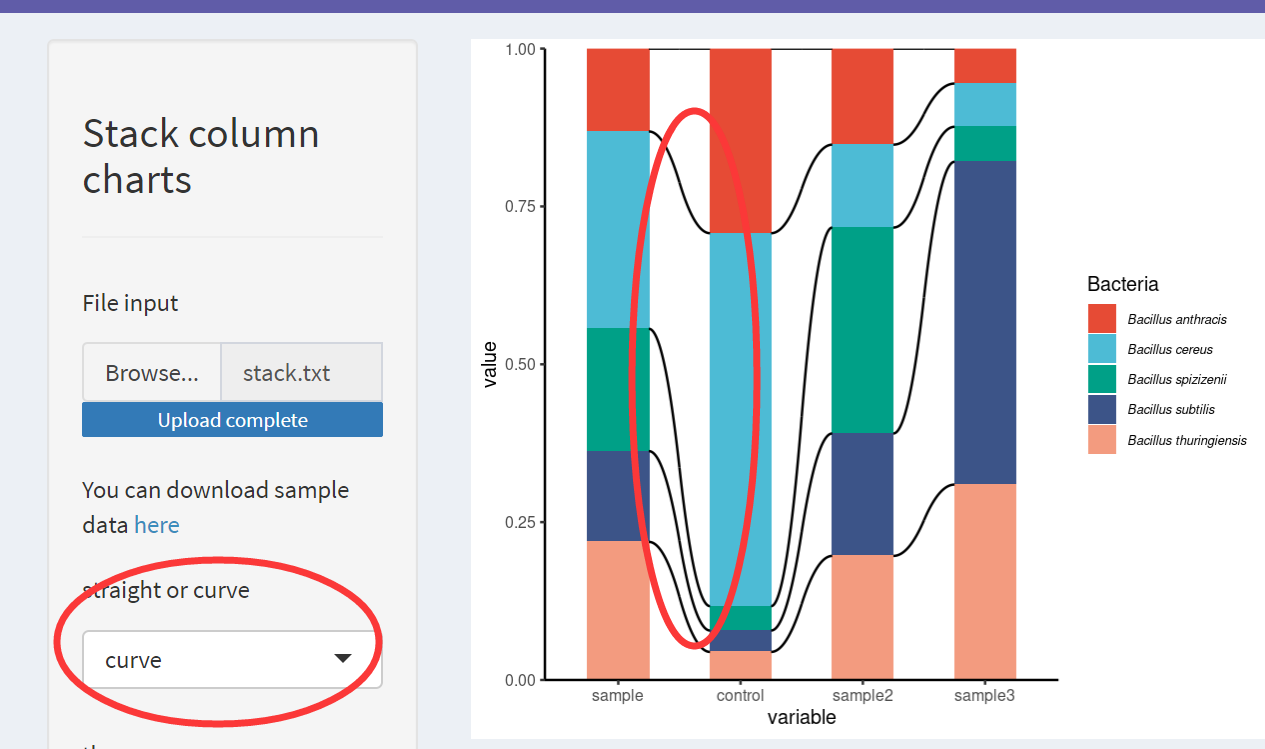 Stack column
charts
File input
Browse...
stack.txt
Upload complete
You can download sample
data here
straight or curve
curve
1.00
0.75
0.50
0.25
0.00
value
sample
control
sample2
sample3
variable
Bacteria
Bacillus anthracis
Bacillus cereus
Bacillus spizizenii
Bacillus subtilis
Bacillus thuringiensis